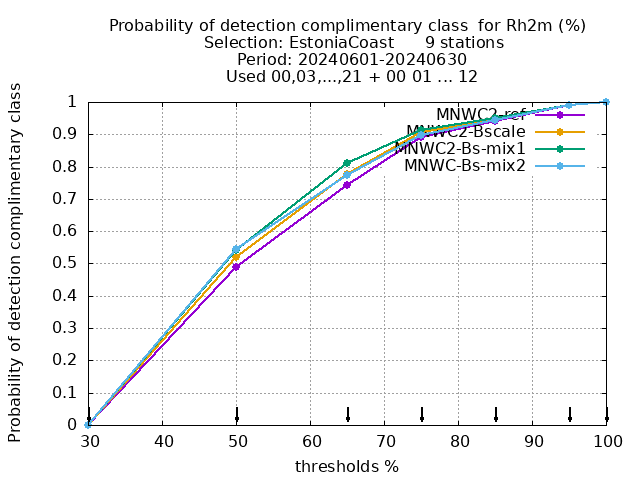 Probability of detection complimentary class  for Rh2m (%)
Selection: EstoniaCoast      9 stations
Period: 20240601-20240630
Used 00,03,...,21 + 00 01 ... 12
Probability of detection complimentary class
1
0.9
0.8
0.7
0.6
0.5
0.4
0.3
0.2
0.1
0
MNWC2-ref
MNWC2-Bscale
MNWC2-Bs-mix1
MNWC-Bs-mix2
30 40 50 60 70 80 90 100
thresholds %